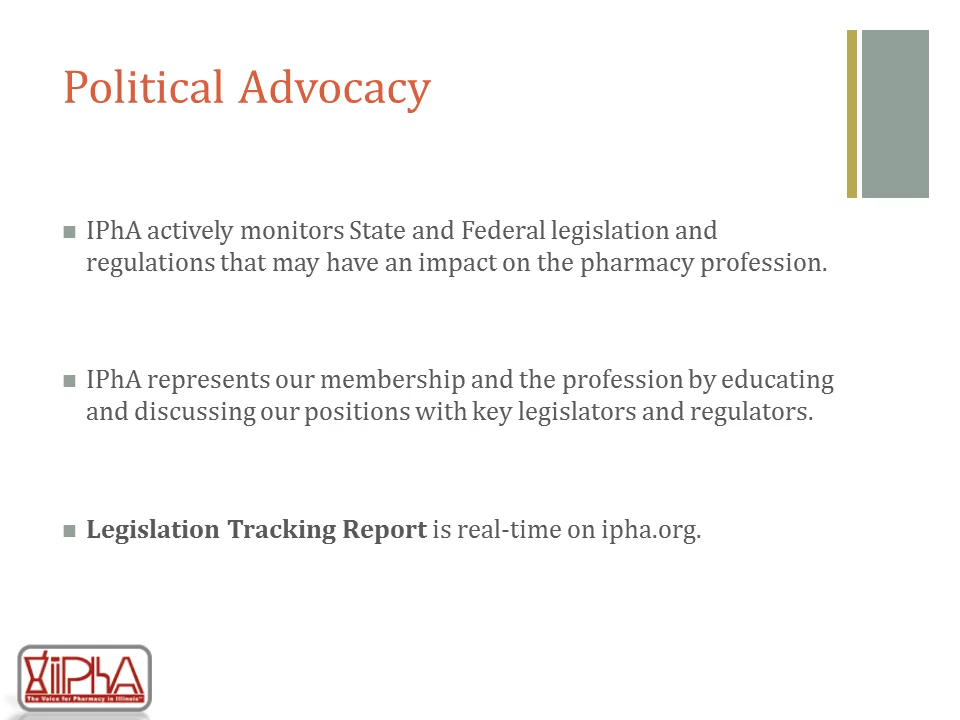 Political Advocacy
IPhA actively monitors State and Federal legislation and
regulations that may have an impact on the pharmacy profession.
IPhA represents our membership and the profession by educating
and discussing our positions with key legislators and regulators.
Legislation Tracking Report is real-time on ipha.org.
IPhA
The Voice for Pharmacy in Illinois™